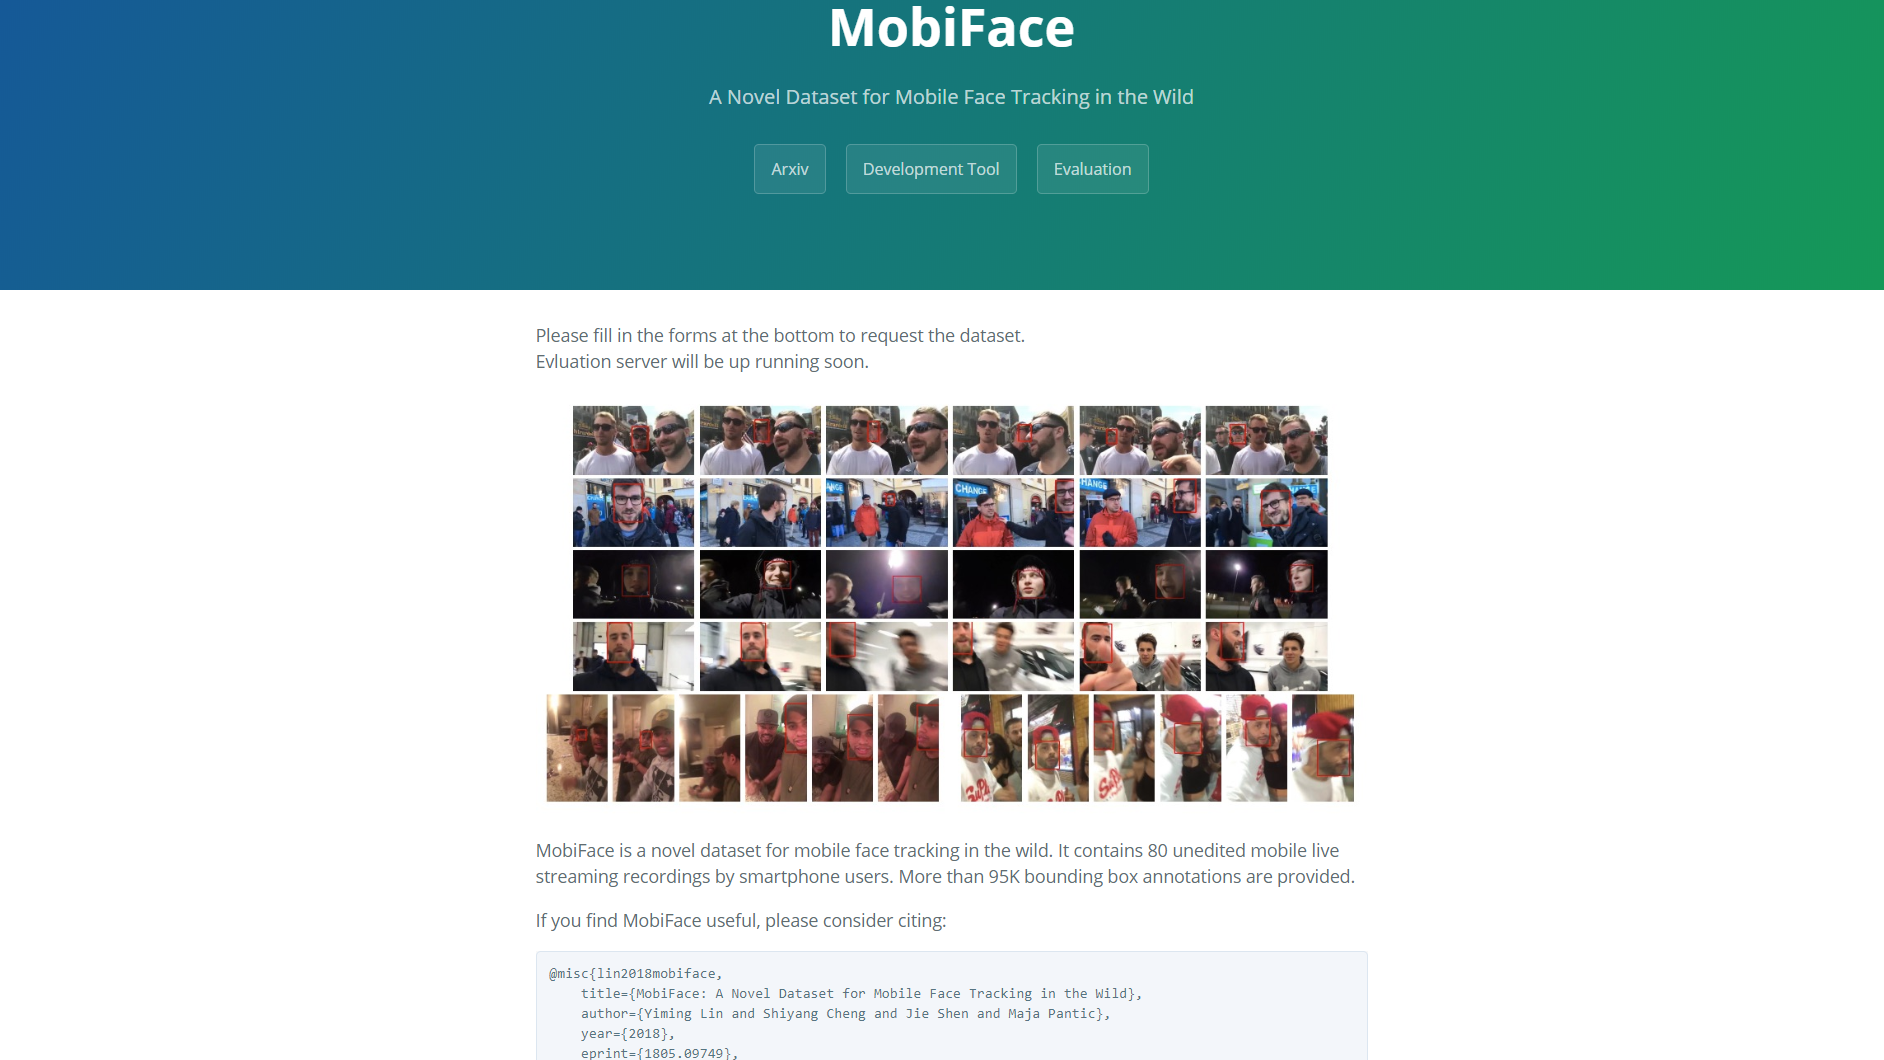 MobiFace
A Novel Dataset for Mobile Face Tracking in the Wild
Arxiv
Development Tool
Evaluation
Please fill in the forms at the bottom to request the dataset.
Evluation server will be up running soon.
CHANGE
MobiFace is a novel dataset for mobile face tracking in the wild. It contains 80 unedited mobile live
streaming recordings by smartphone users. More than 95K bounding box annotations are provided.
If you find MobiFace useful, please consider citing:
@misc{lin2018mobiface,
title={MobiFace: A Novel Dataset for Mobile Face Tracking in the Wild},
author={Yiming Lin and Shiyang Cheng and Jie Shen and Maja Pantic},
year={2018},
eprint={1805.09749},